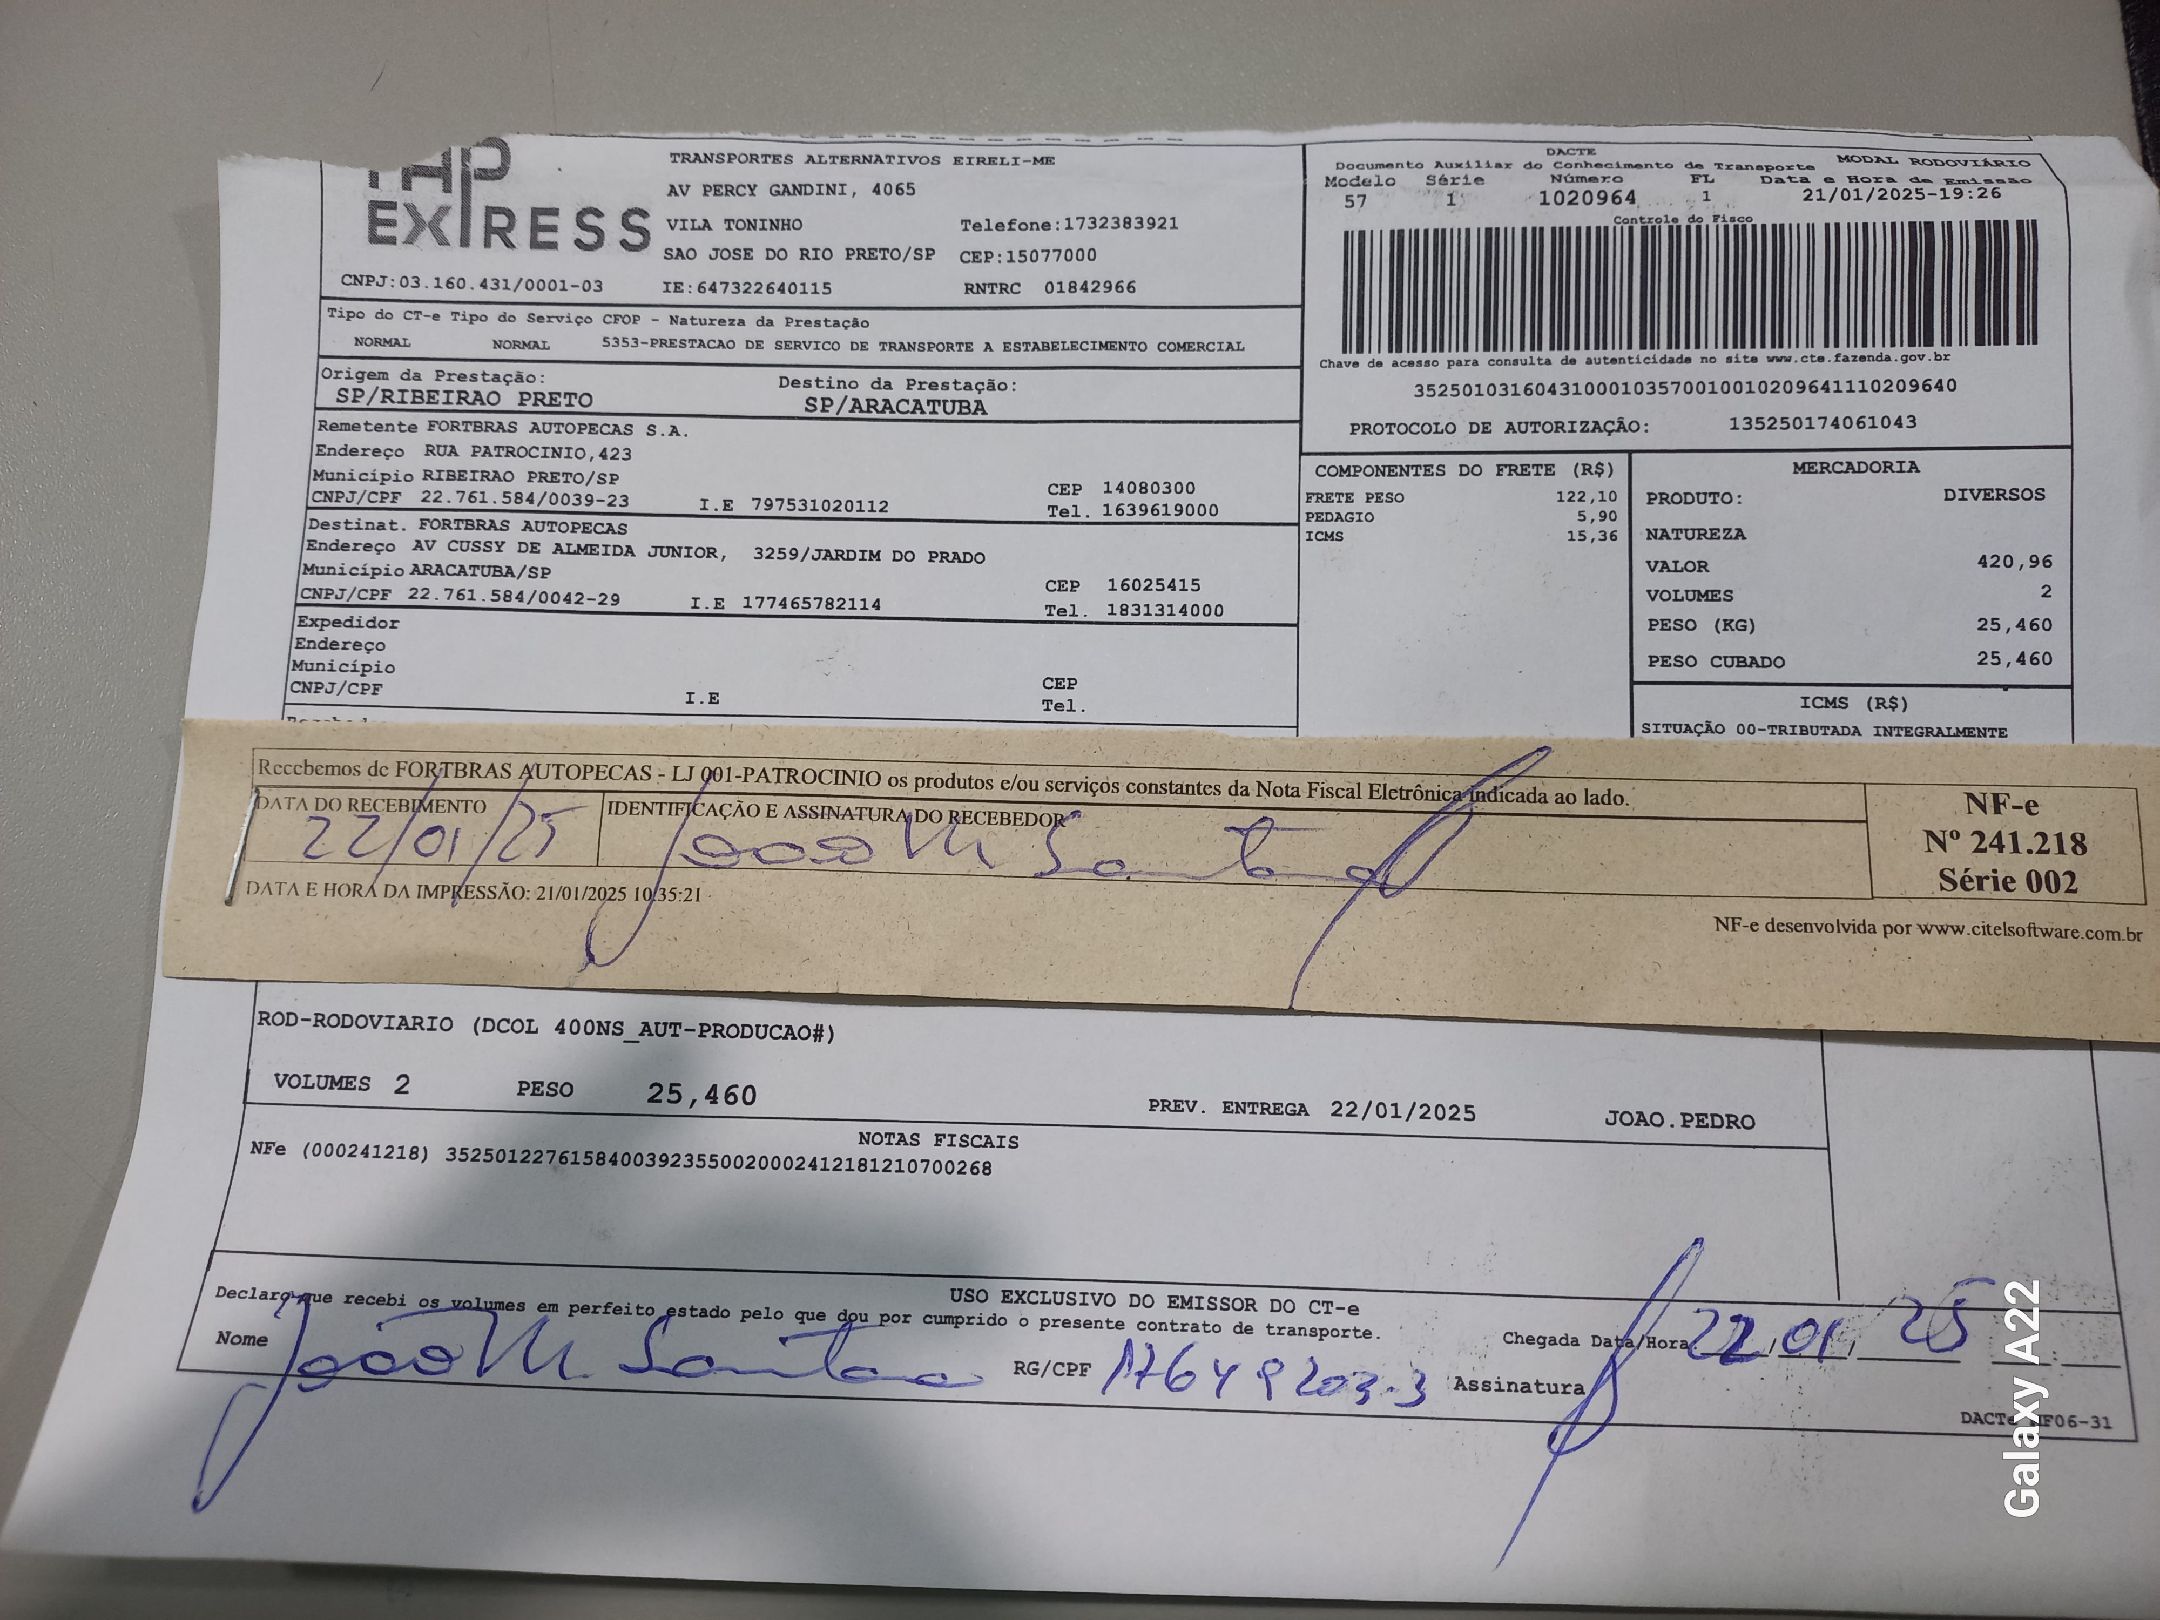 TAP EXPRESS
TRANSPORTES ALTERNATIVOS EIRELI-ME
AV PERCY GANDINI, 4065
VILA TONINHO Telefone:1732383921
SAO JOSE DO RIO PRETO/SP CEP:15077000
CNPJ:03.160.431/0001-03 IE:647322640115 RNTRC 01842966
DACTE
Documento Auxiliar do Conhecimento de Transporte MODAL RODOVIÁRIO
Modelo Série Número FL Data e Hora de Emissão
57 1 1020964 1 21/01/2025-19:26
Controle do Fisco
Chave de acesso para consulta de autenticidade no site www.cte.fazenda.gov.br
35250103160431000103570010010209641110209640
PROTOCOLO DE AUTORIZAÇÃO: 135250174061043
Tipo do CT-e Tipo do Serviço CFOP - Natureza da Prestação
NORMAL NORMAL 5353-PRESTACAO DE SERVICO DE TRANSPORTE A ESTABELECIMENTO COMERCIAL
Origem da Prestação: Destino da Prestação:
SP/RIBEIRAO PRETO SP/ARACATUBA
Remetente FORTBRAS AUTOPECAS S.A.
Endereço RUA PATROCINIO,423
Município RIBEIRAO PRETO/SP CEP 14080300
CNPJ/CPF 22.761.584/0039-23 I.E 797531020112 Tel. 1639619000
Destinat. FORTBRAS AUTOPECAS
Endereço AV CUSSY DE ALMEIDA JUNIOR, 3259/JARDIM DO PRADO
Município ARACATUBA/SP CEP 16025415
CNPJ/CPF 22.761.584/0042-29 I.E 177465782114 Tel. 1831314000
Expedidor
Endereço
Município CEP
CNPJ/CPF I.E Tel.
COMPONENTES DO FRETE (R$)
FRETE PESO 122,10
PEDAGIO 5,90
ICMS 15,36
MERCADORIA
PRODUTO: DIVERSOS
NATUREZA
VALOR 420,96
VOLUMES 2
PESO (KG) 25,460
PESO CUBADO 25,460
ICMS (R$)
SITUAÇÃO 00-TRIBUTADA INTEGRALMENTE
Recebemos de FORTBRAS AUTOPECAS - LJ 001-PATROCINIO os produtos e/ou serviços constantes da Nota Fiscal Eletrônica indicada ao lado.
DATA DO RECEBIMENTO IDENTIFICAÇÃO E ASSINATURA DO RECEBEDOR
22/01/25 João M Santana
DATA E HORA DA IMPRESSÃO: 21/01/2025 10:35:21
NF-e
Nº 241.218
Série 002
NF-e desenvolvida por www.citelsoftware.com.br
ROD-RODOVIARIO (DCOL 400NS_AUT-PRODUCAO#)
VOLUMES 2 PESO 25,460 PREV. ENTREGA 22/01/2025 JOAO.PEDRO
NOTAS FISCAIS
NFe (000241218) 35250122761584003923550020002412181210700268
USO EXCLUSIVO DO EMISSOR DO CT-e
Declaro que recebi os volumes em perfeito estado pelo que dou por cumprido o presente contrato de transporte.
Nome João M Santana RG/CPF 17649203-3 Assinatura Chegada Data/Hora 22 01 25
DACTe NF06-31
Galaxy A22